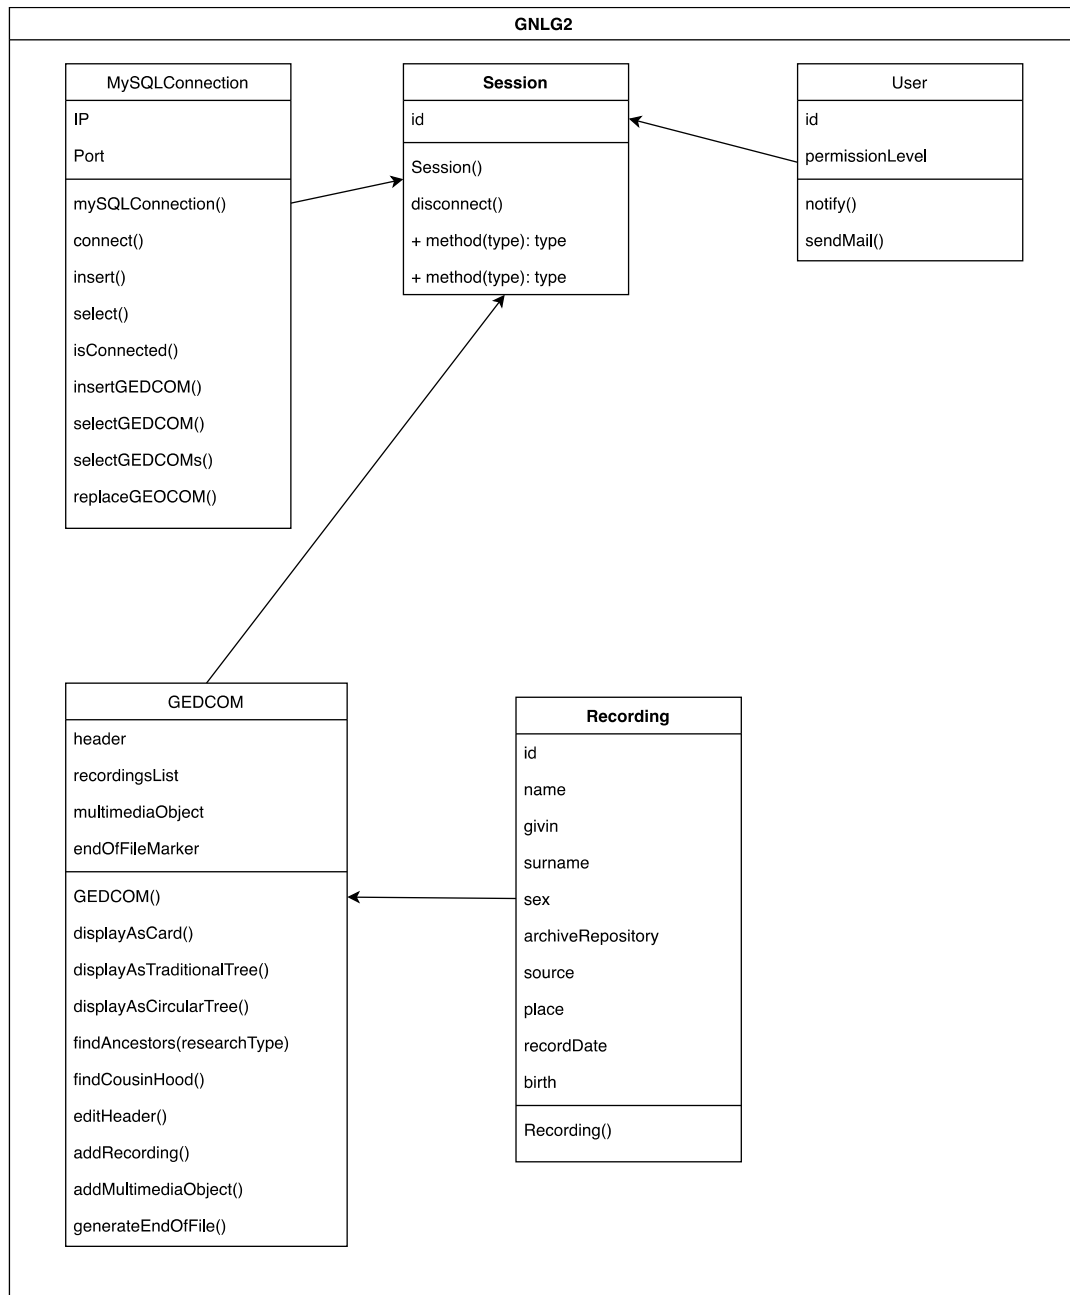 GNLG2
MySQLConnection
IP
Port
mySQLConnection()
connect()
insert()
select()
isConnected()
insertGEDCOM()
selectGEDCOM()
selectGEDCOMs()
replaceGEOCOM()
Session
id
Session()
disconnect()
+ method(type): type
+ method(type): type
User
id
permissionLevel
notify()
sendMail()
GEDCOM
header
recordingsList
multimediaObject
endOfFileMarker
GEDCOM()
displayAsCard()
displayAsTraditionalTree()
displayAsCircularTree()
findAncestors(researchType)
findCousinHood()
editHeader()
addRecording()
addMultimediaObject()
generateEndOfFile()
Recording
id
name
givin
surname
sex
archiveRepository
source
place
recordDate
birth
Recording()